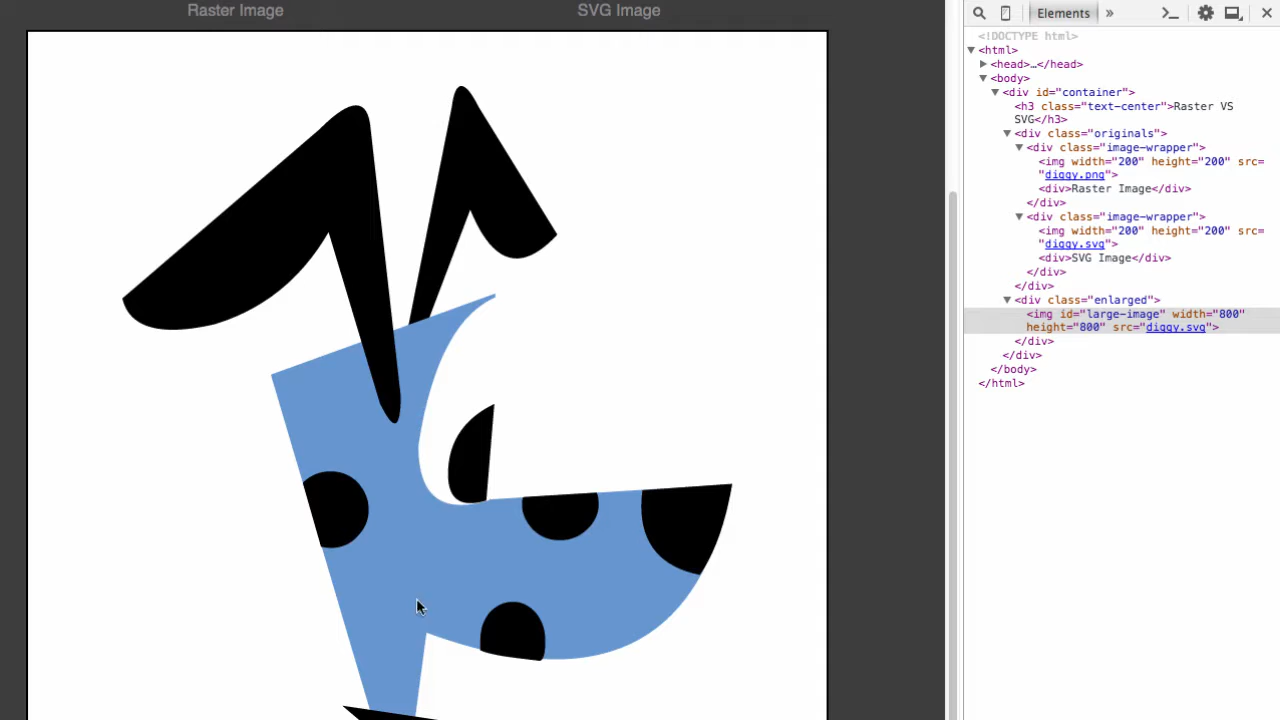 Raster Image
SVG Image
Elements
<!DOCTYPE html>
<html>
<head>…</head>
<body>
<div id="container">
<h3 class="text-center">Raster VS
SVG</h3>
<div class="originals">
<div class="image-wrapper">
<img width="200" height="200" src=
"diggy.png">
<div>Raster Image</div>
</div>
<div class="image-wrapper">
<img width="200" height="200" src=
"diggy.svg">
<div>SVG Image</div>
</div>
</div>
<div class="enlarged">
<img id="large-image" width="800"
height="800" src="diggy.svg">
</div>
</div>
</body>
</html>